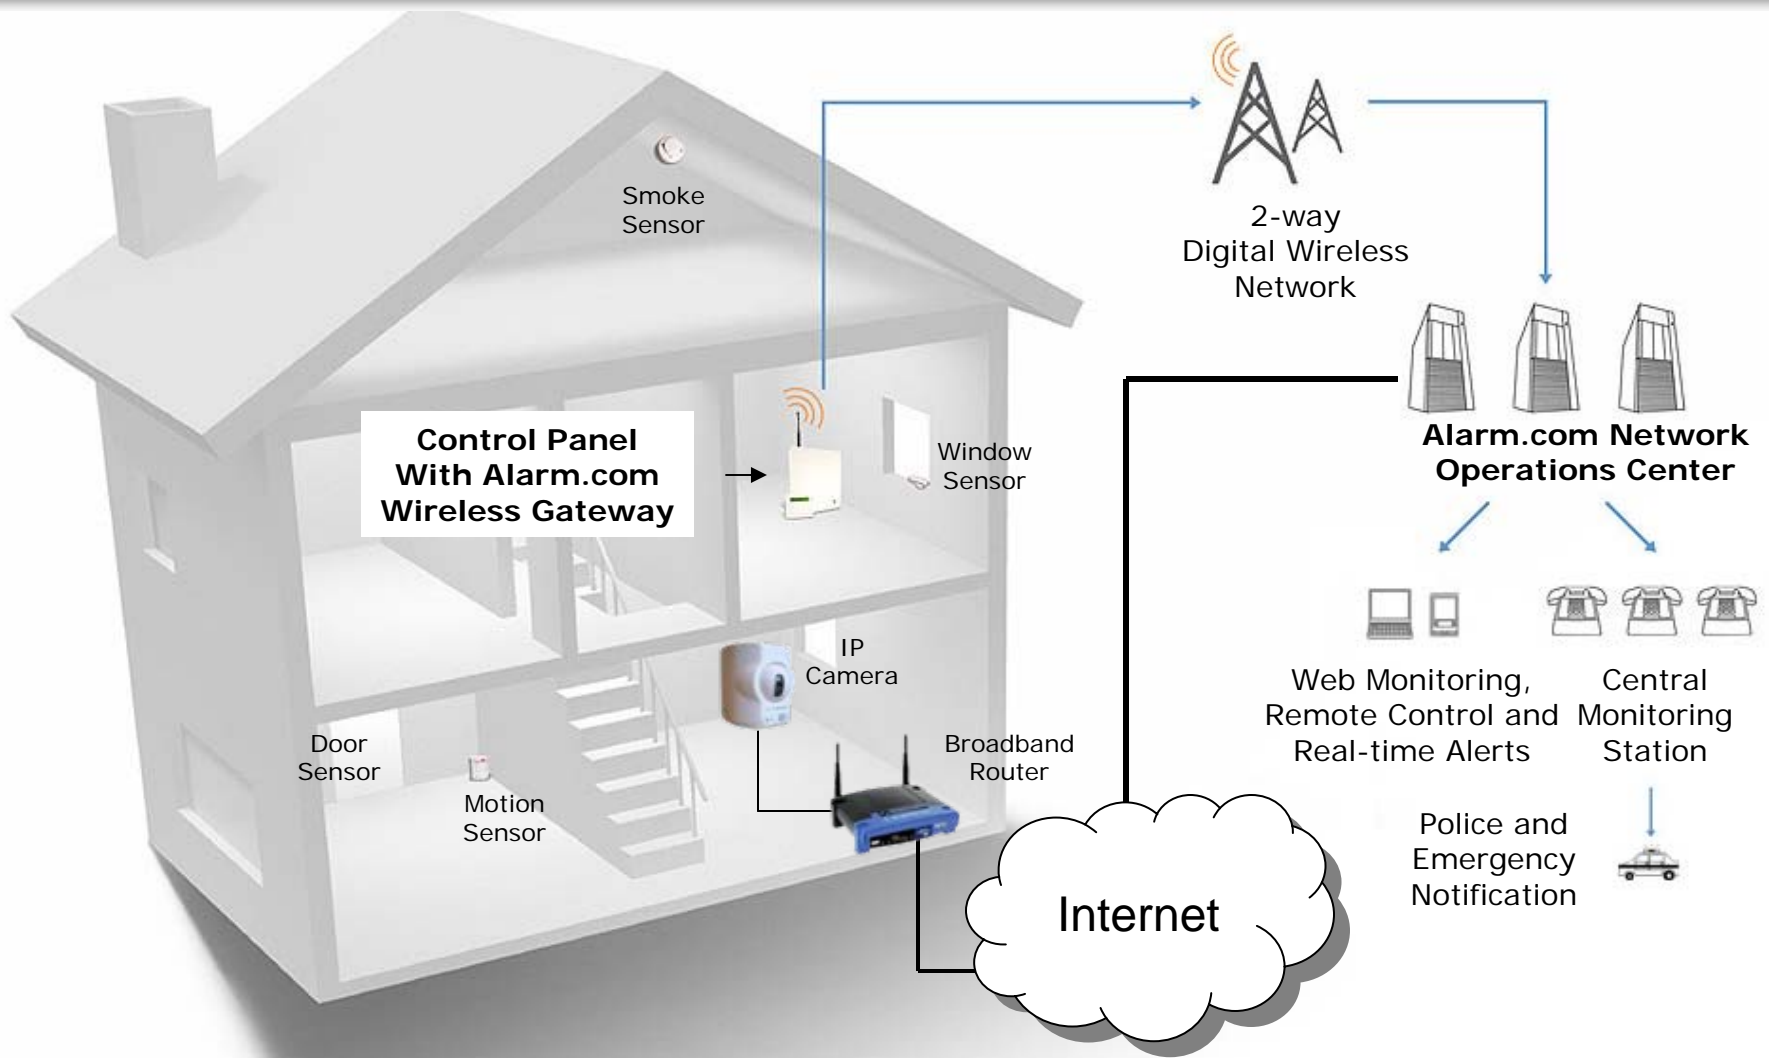 Smoke
Sensor
2-way
Digital Wireless
Network
Control Panel
With Alarm.com
Wireless Gateway
Window
Sensor
Alarm.com Network
Operations Center
IP
Camera
Web Monitoring,
Remote Control and
Real-time Alerts
Central
Monitoring
Station
Door
Sensor
Motion
Sensor
Broadband
Router
Police and
Emergency
Notification
Internet